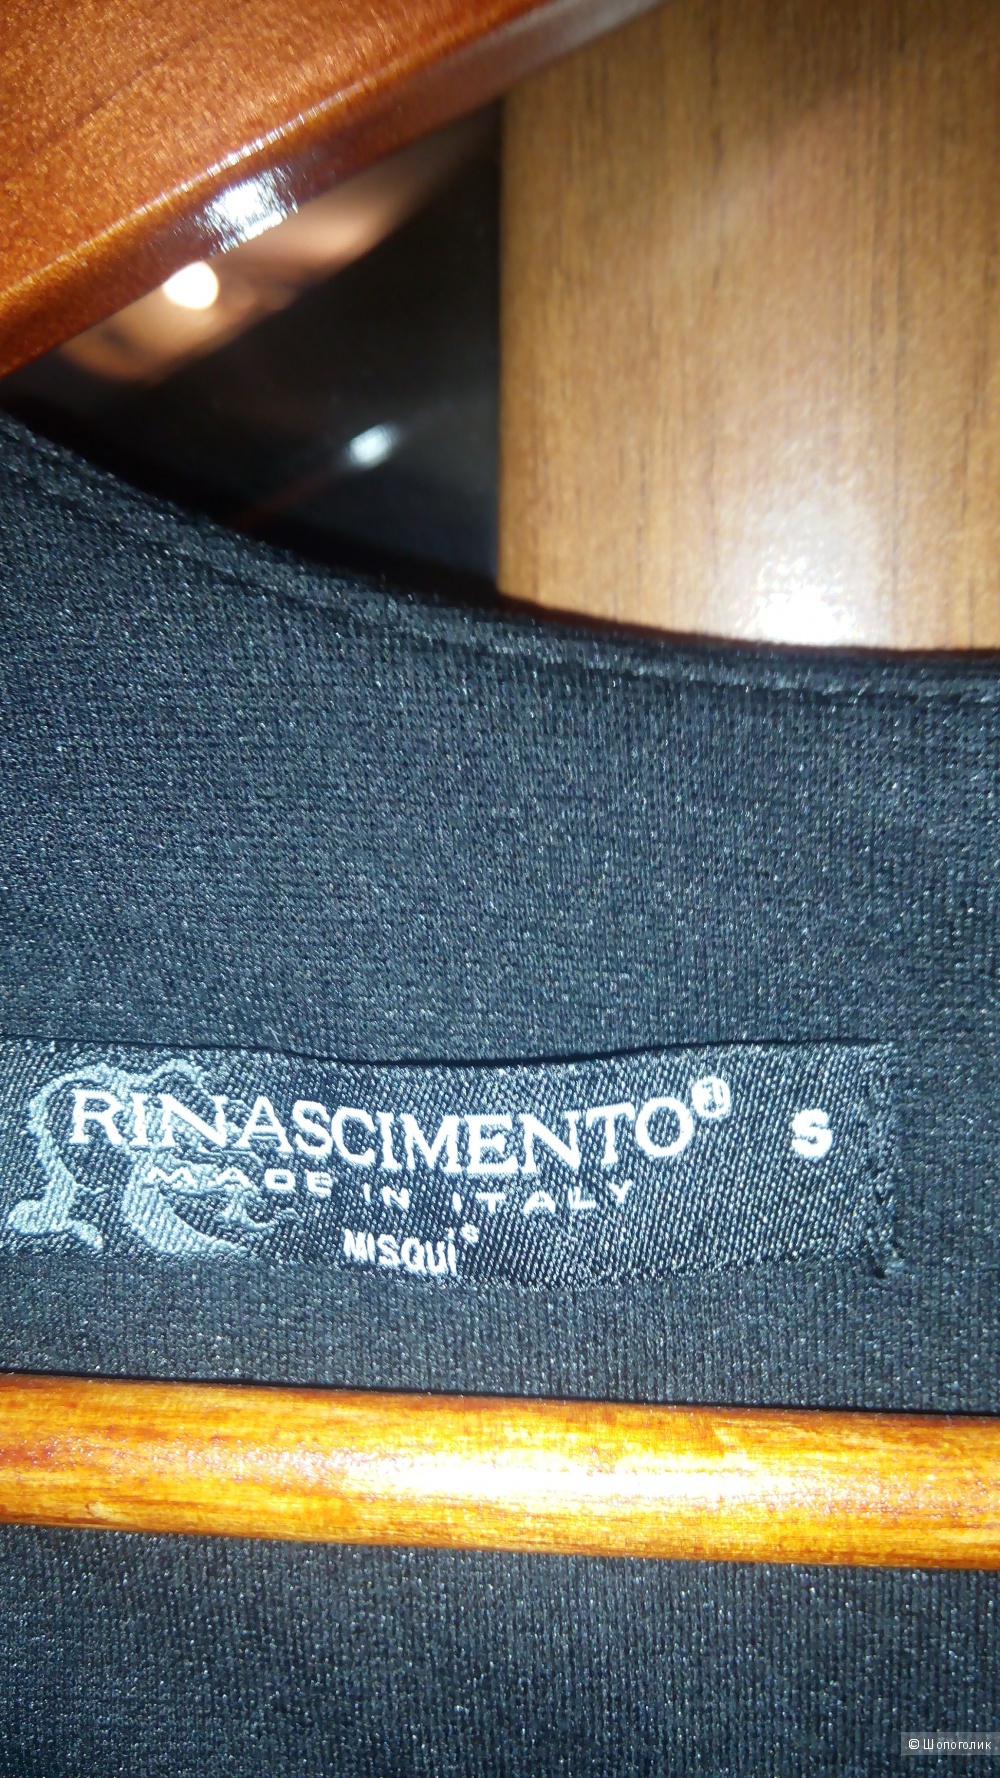 RINASCIMENTO® S
MADE IN ITALY
MISQUI S
© Шопоголик